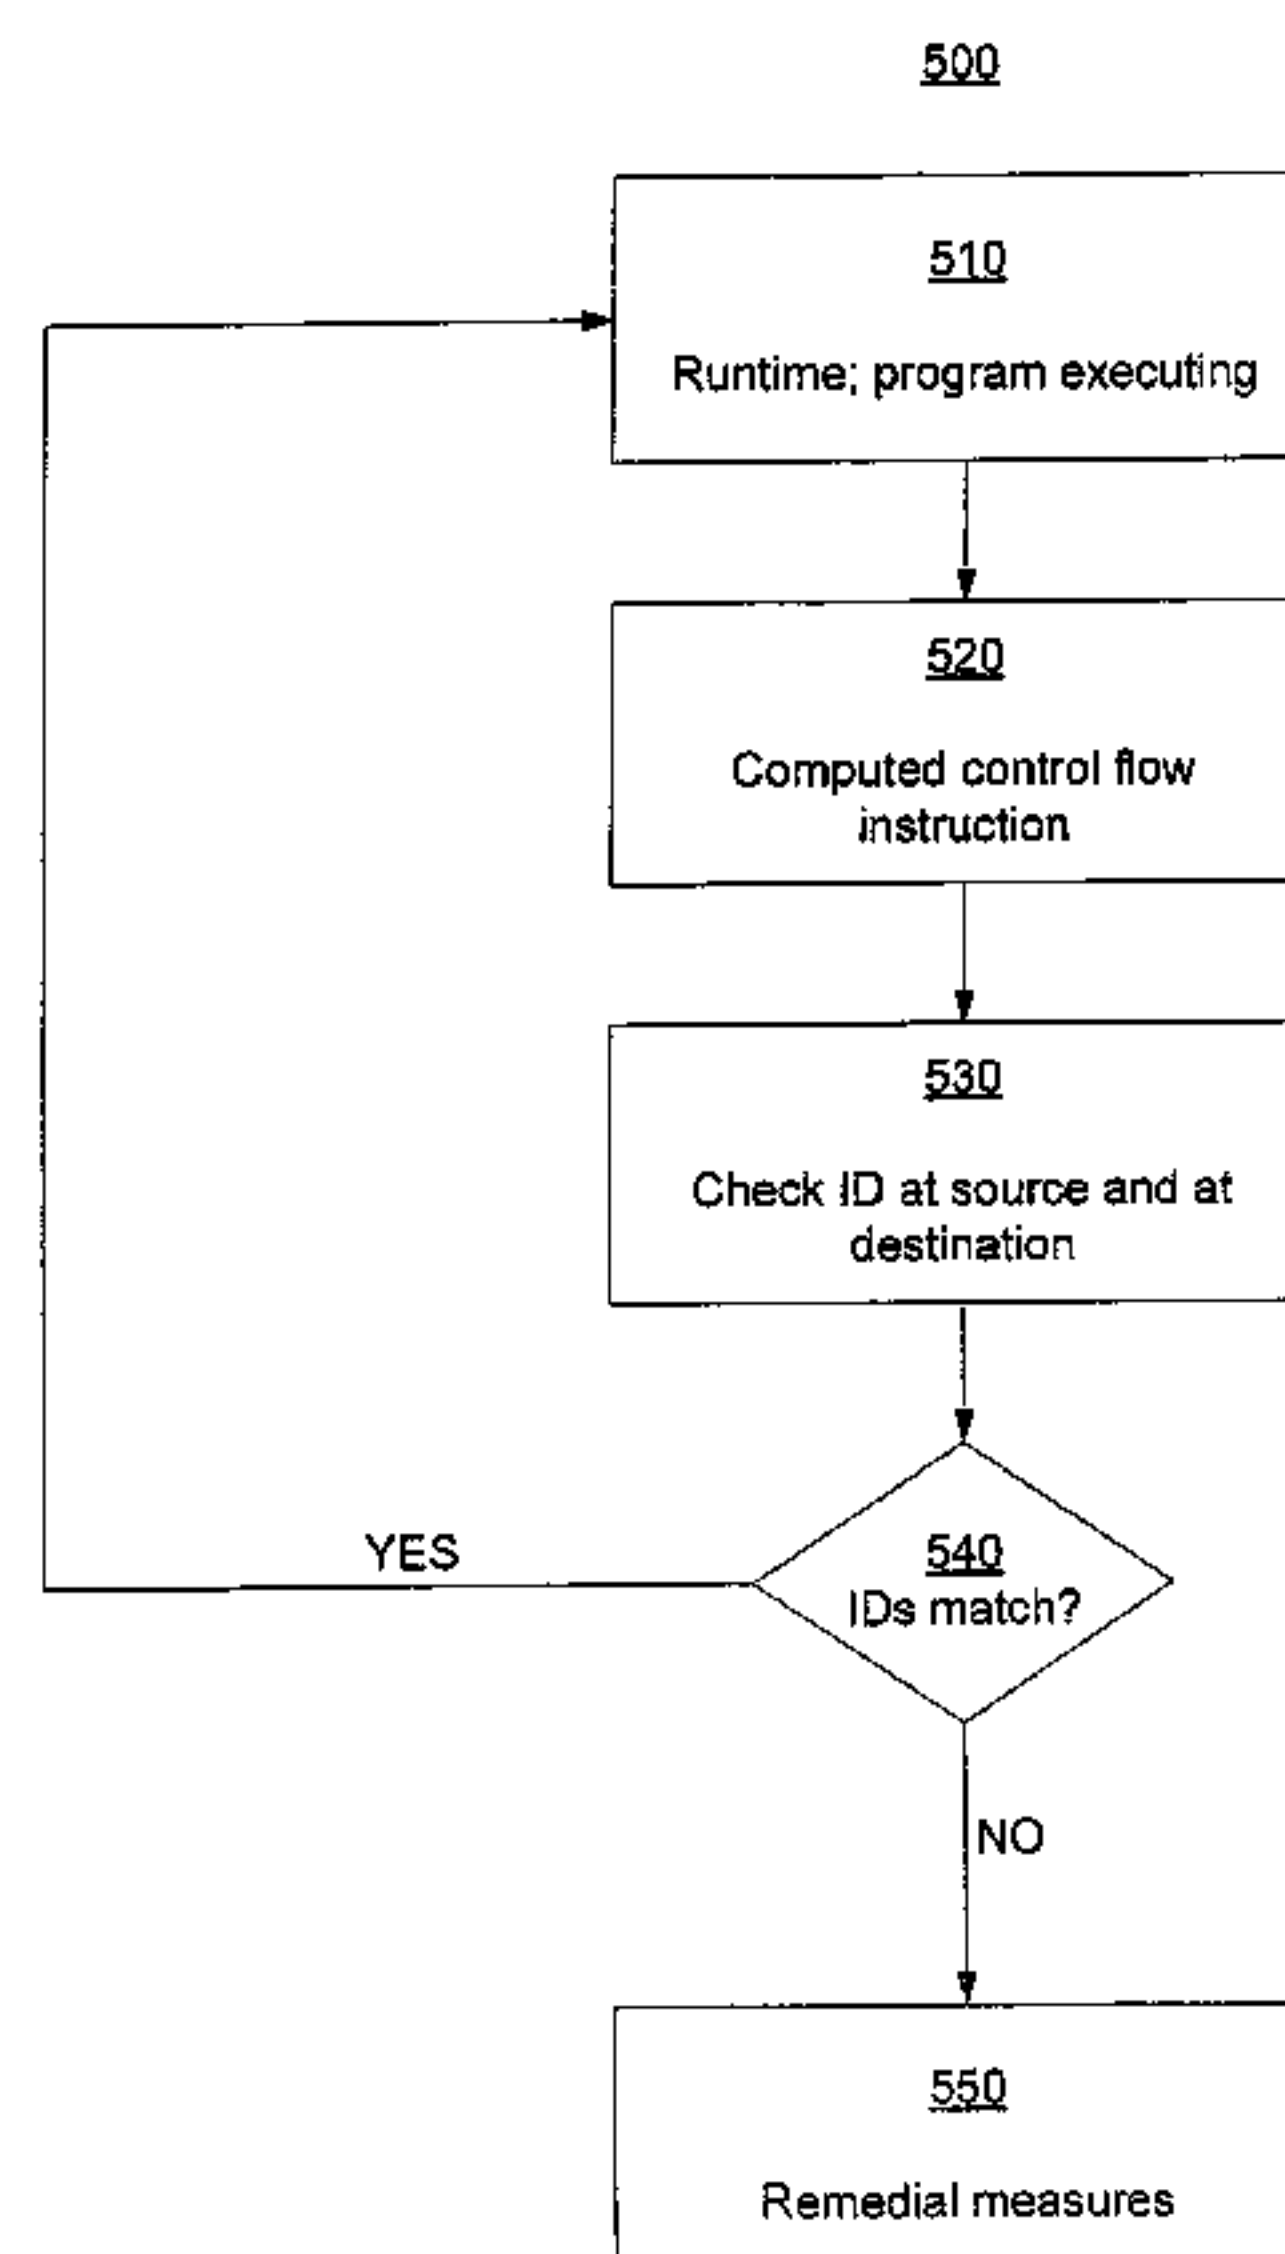 500
510
Runtime; program executing
520
Computed control flow
instruction
530
Check ID at source and at
destination
540
IDs match?
YES
NO
550
Remedial measures